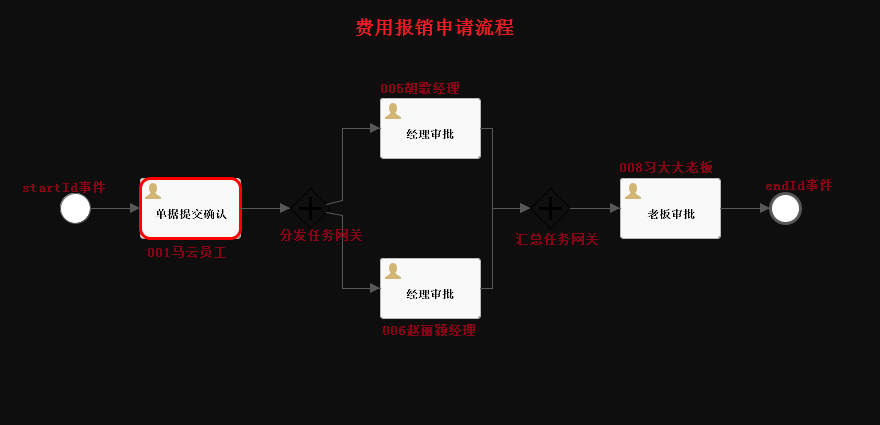 费用报销申请流程
005胡歌经理
经理审批
008习大大老板
startId事件
endId事件
单据提交确认
老板审批
分发任务网关
汇总任务网关
001马云员工
经理审批
006赵丽颖经理